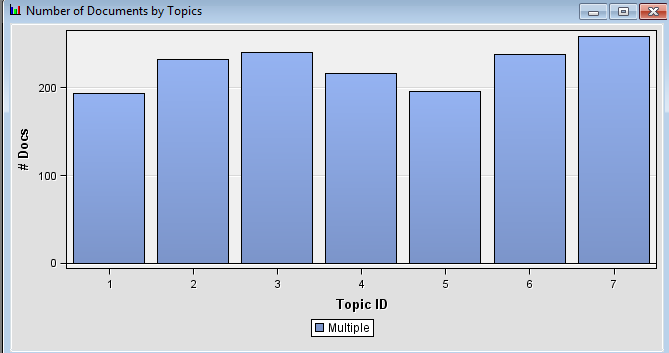 Number of Documents by Topics
# Docs
200
100
0
1 2 3 4 5 6 7
Topic ID
Multiple